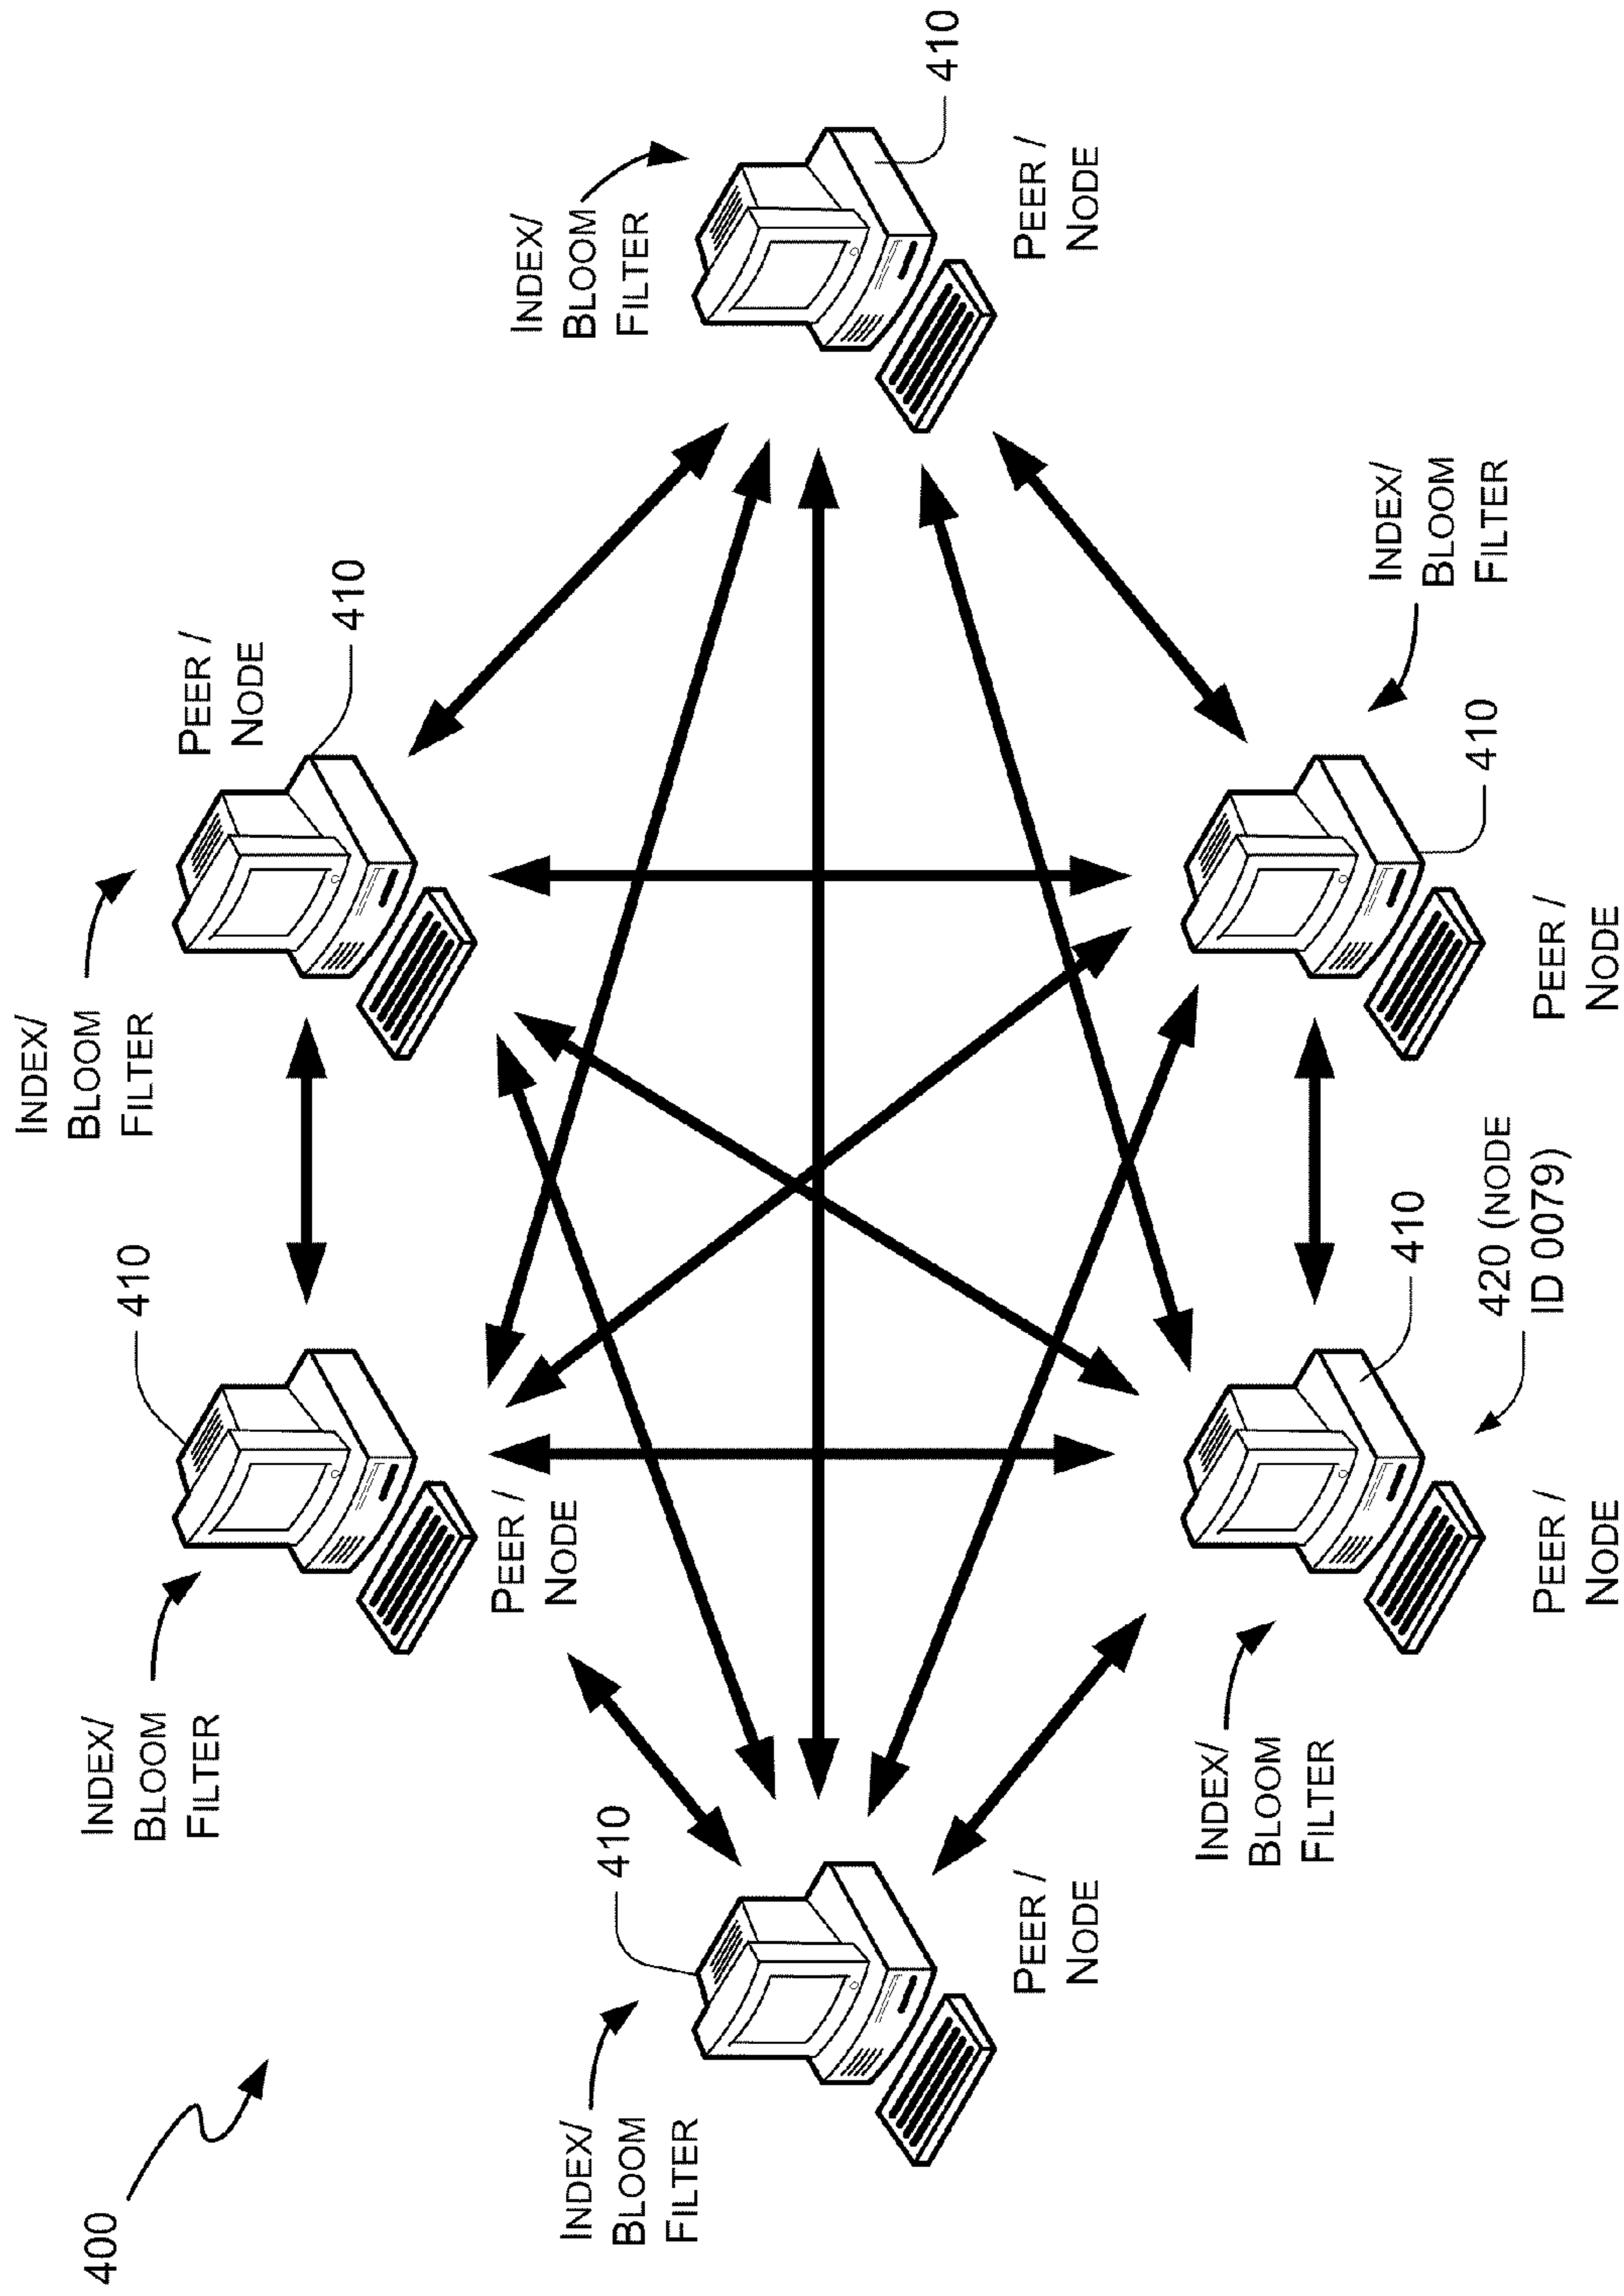 400
INDEX/
BLOOM
FILTER
410
INDEX/
BLOOM
FILTER
410
PEER /
NODE
INDEX/
BLOOM
FILTER
410
PEER /
NODE
INDEX/
BLOOM
FILTER
410
PEER /
NODE
PEER /
NODE
INDEX/
BLOOM
FILTER
410
420 (NODE
ID 0079)
PEER /
NODE
INDEX/
BLOOM
FILTER
410
PEER /
NODE